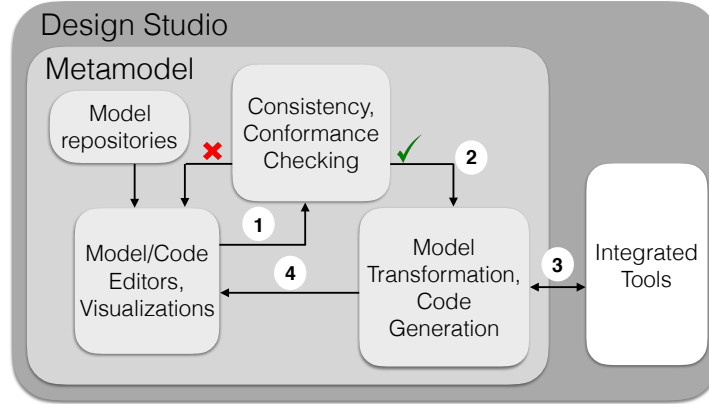 Design Studio
Metamodel
Model
repositories
Consistency,
Conformance
Checking
2
1
Model/Code
Editors,
Visualizations
4
Model
Transformation,
Code
Generation
3
Integrated
Tools